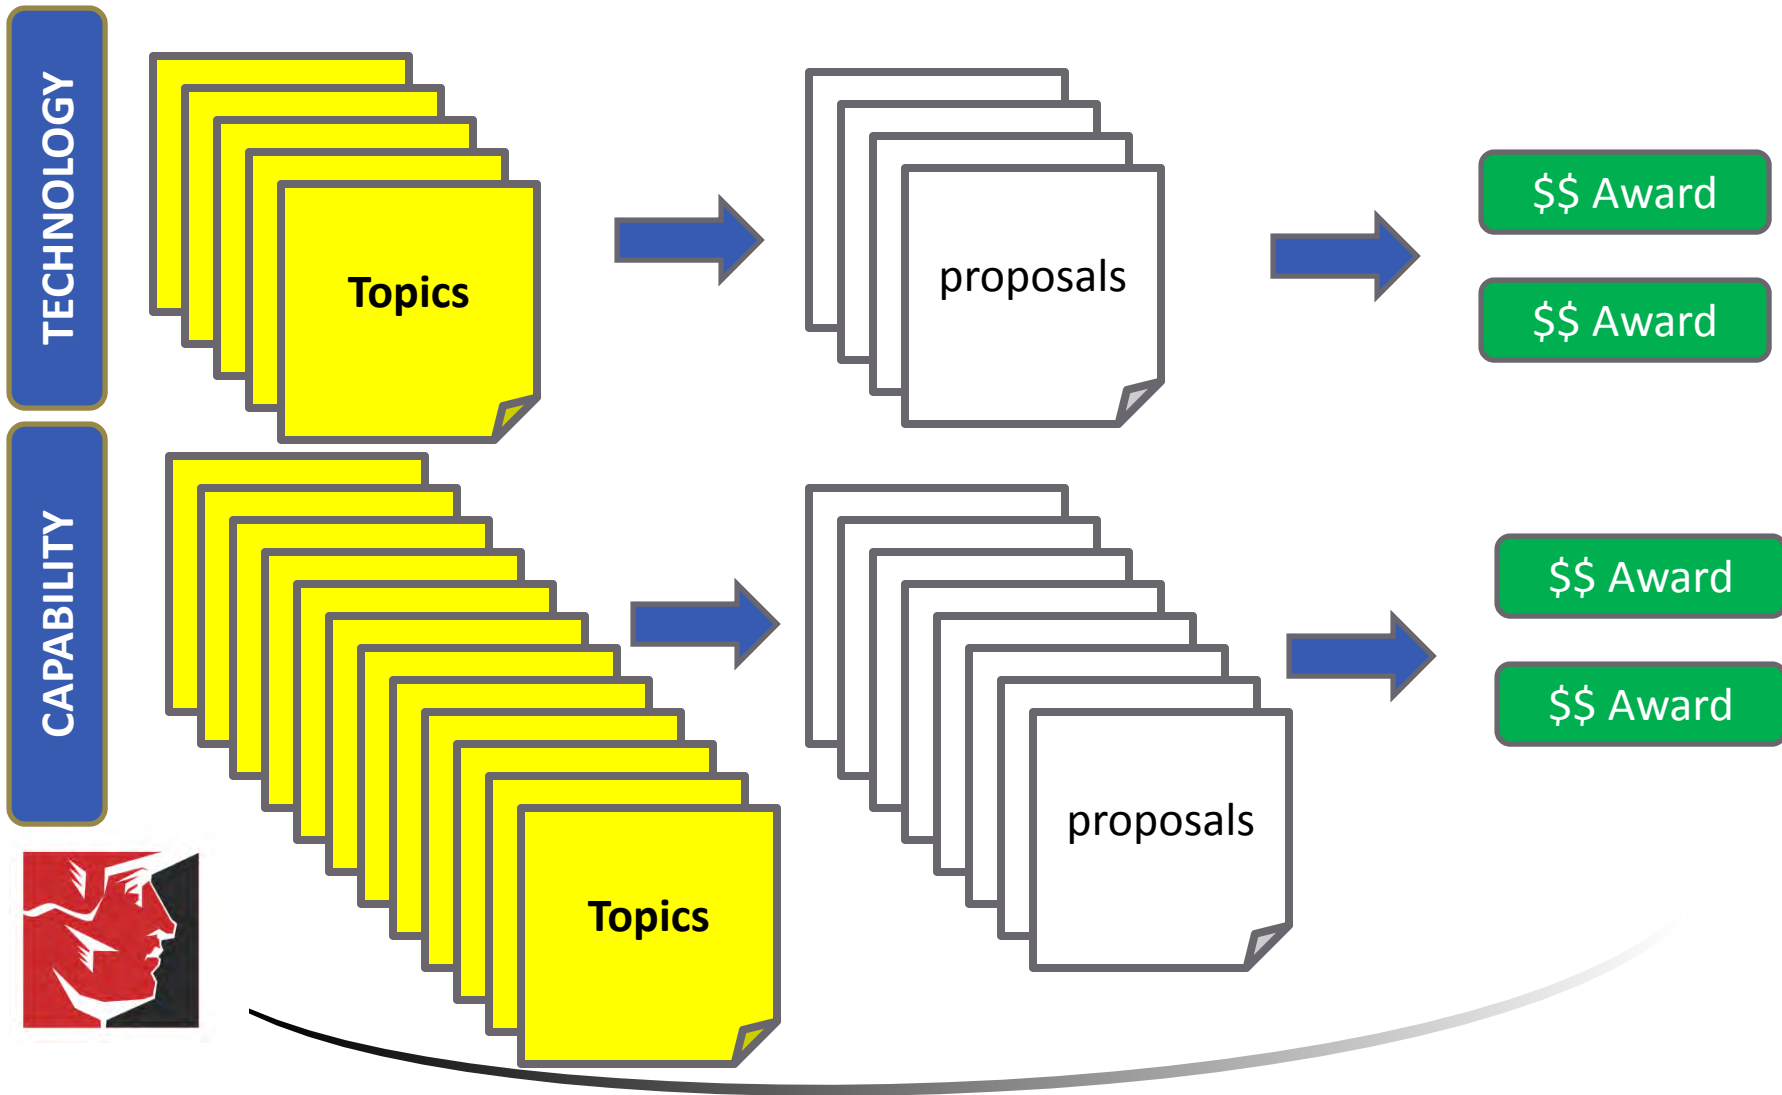 TECHNOLOGY
Topics
proposals
$$ Award
$$ Award
CAPABILITY
Topics
proposals
$$ Award
$$ Award